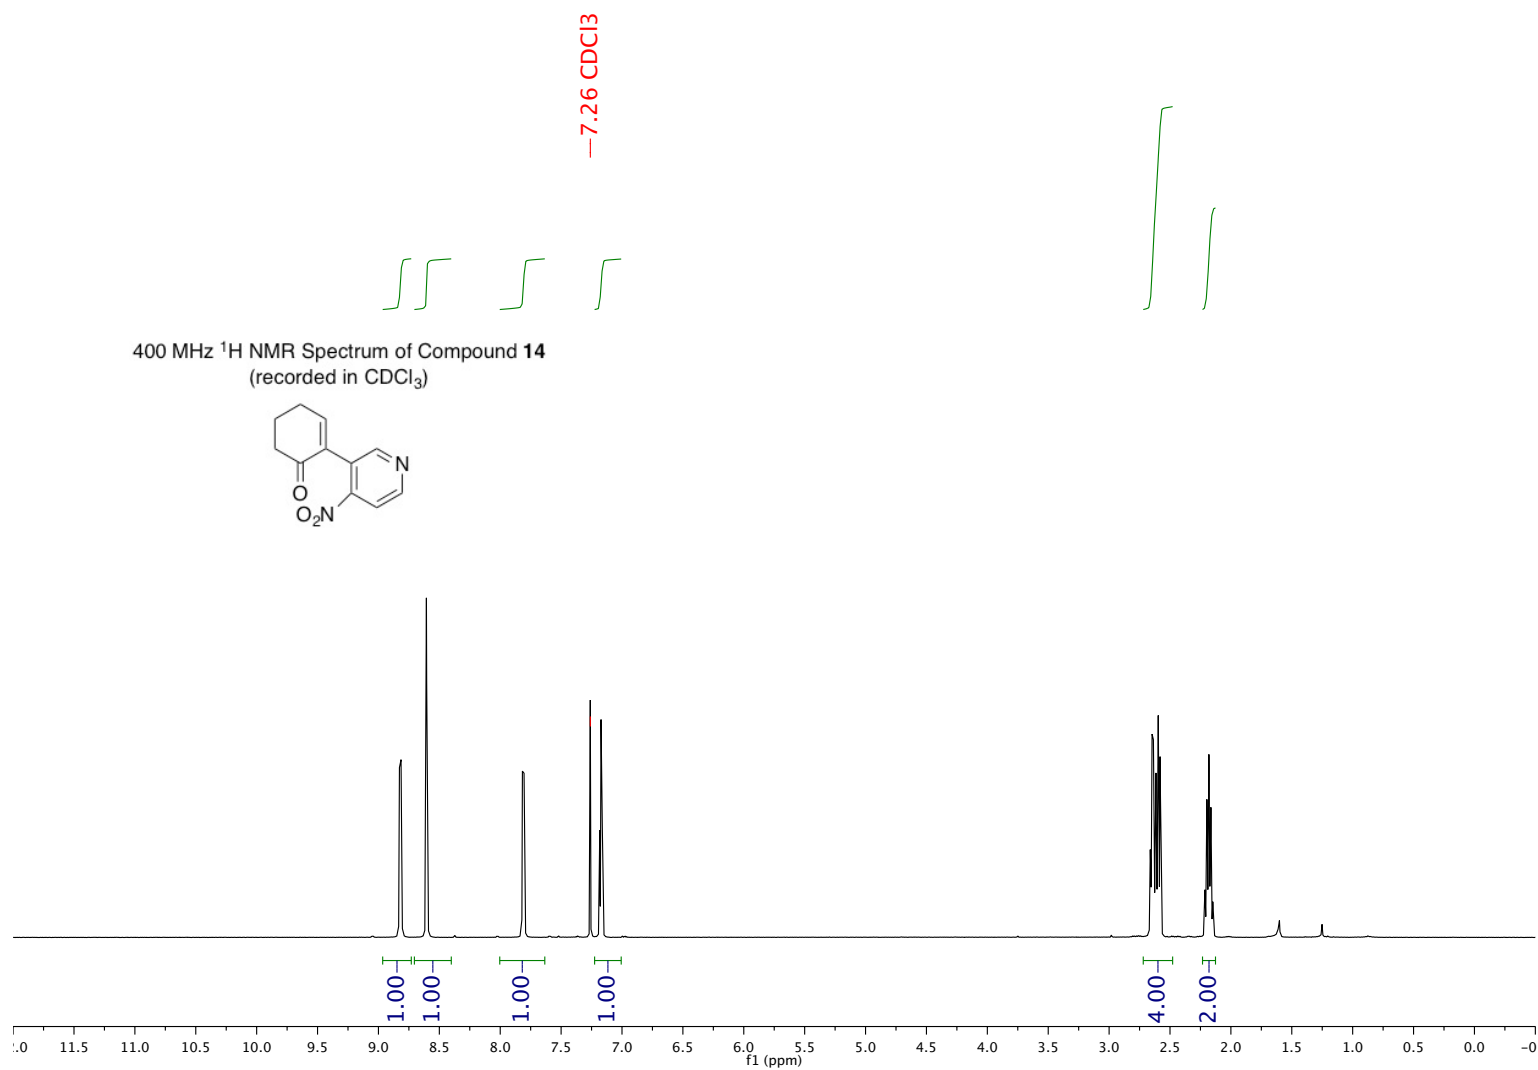 —7.26 CDCl3
400 MHz ¹H NMR Spectrum of Compound 14
(recorded in CDCl₃)
N
O
O₂N
1.00 1.00 1.00 1.00 4.00 2.00
:.0 11.5 11.0 10.5 10.0 9.5 9.0 8.5 8.0 7.5 7.0 6.5 6.0 5.5 5.0 4.5 4.0 3.5 3.0 2.5 2.0 1.5 1.0 0.5 0.0 −0
f1 (ppm)